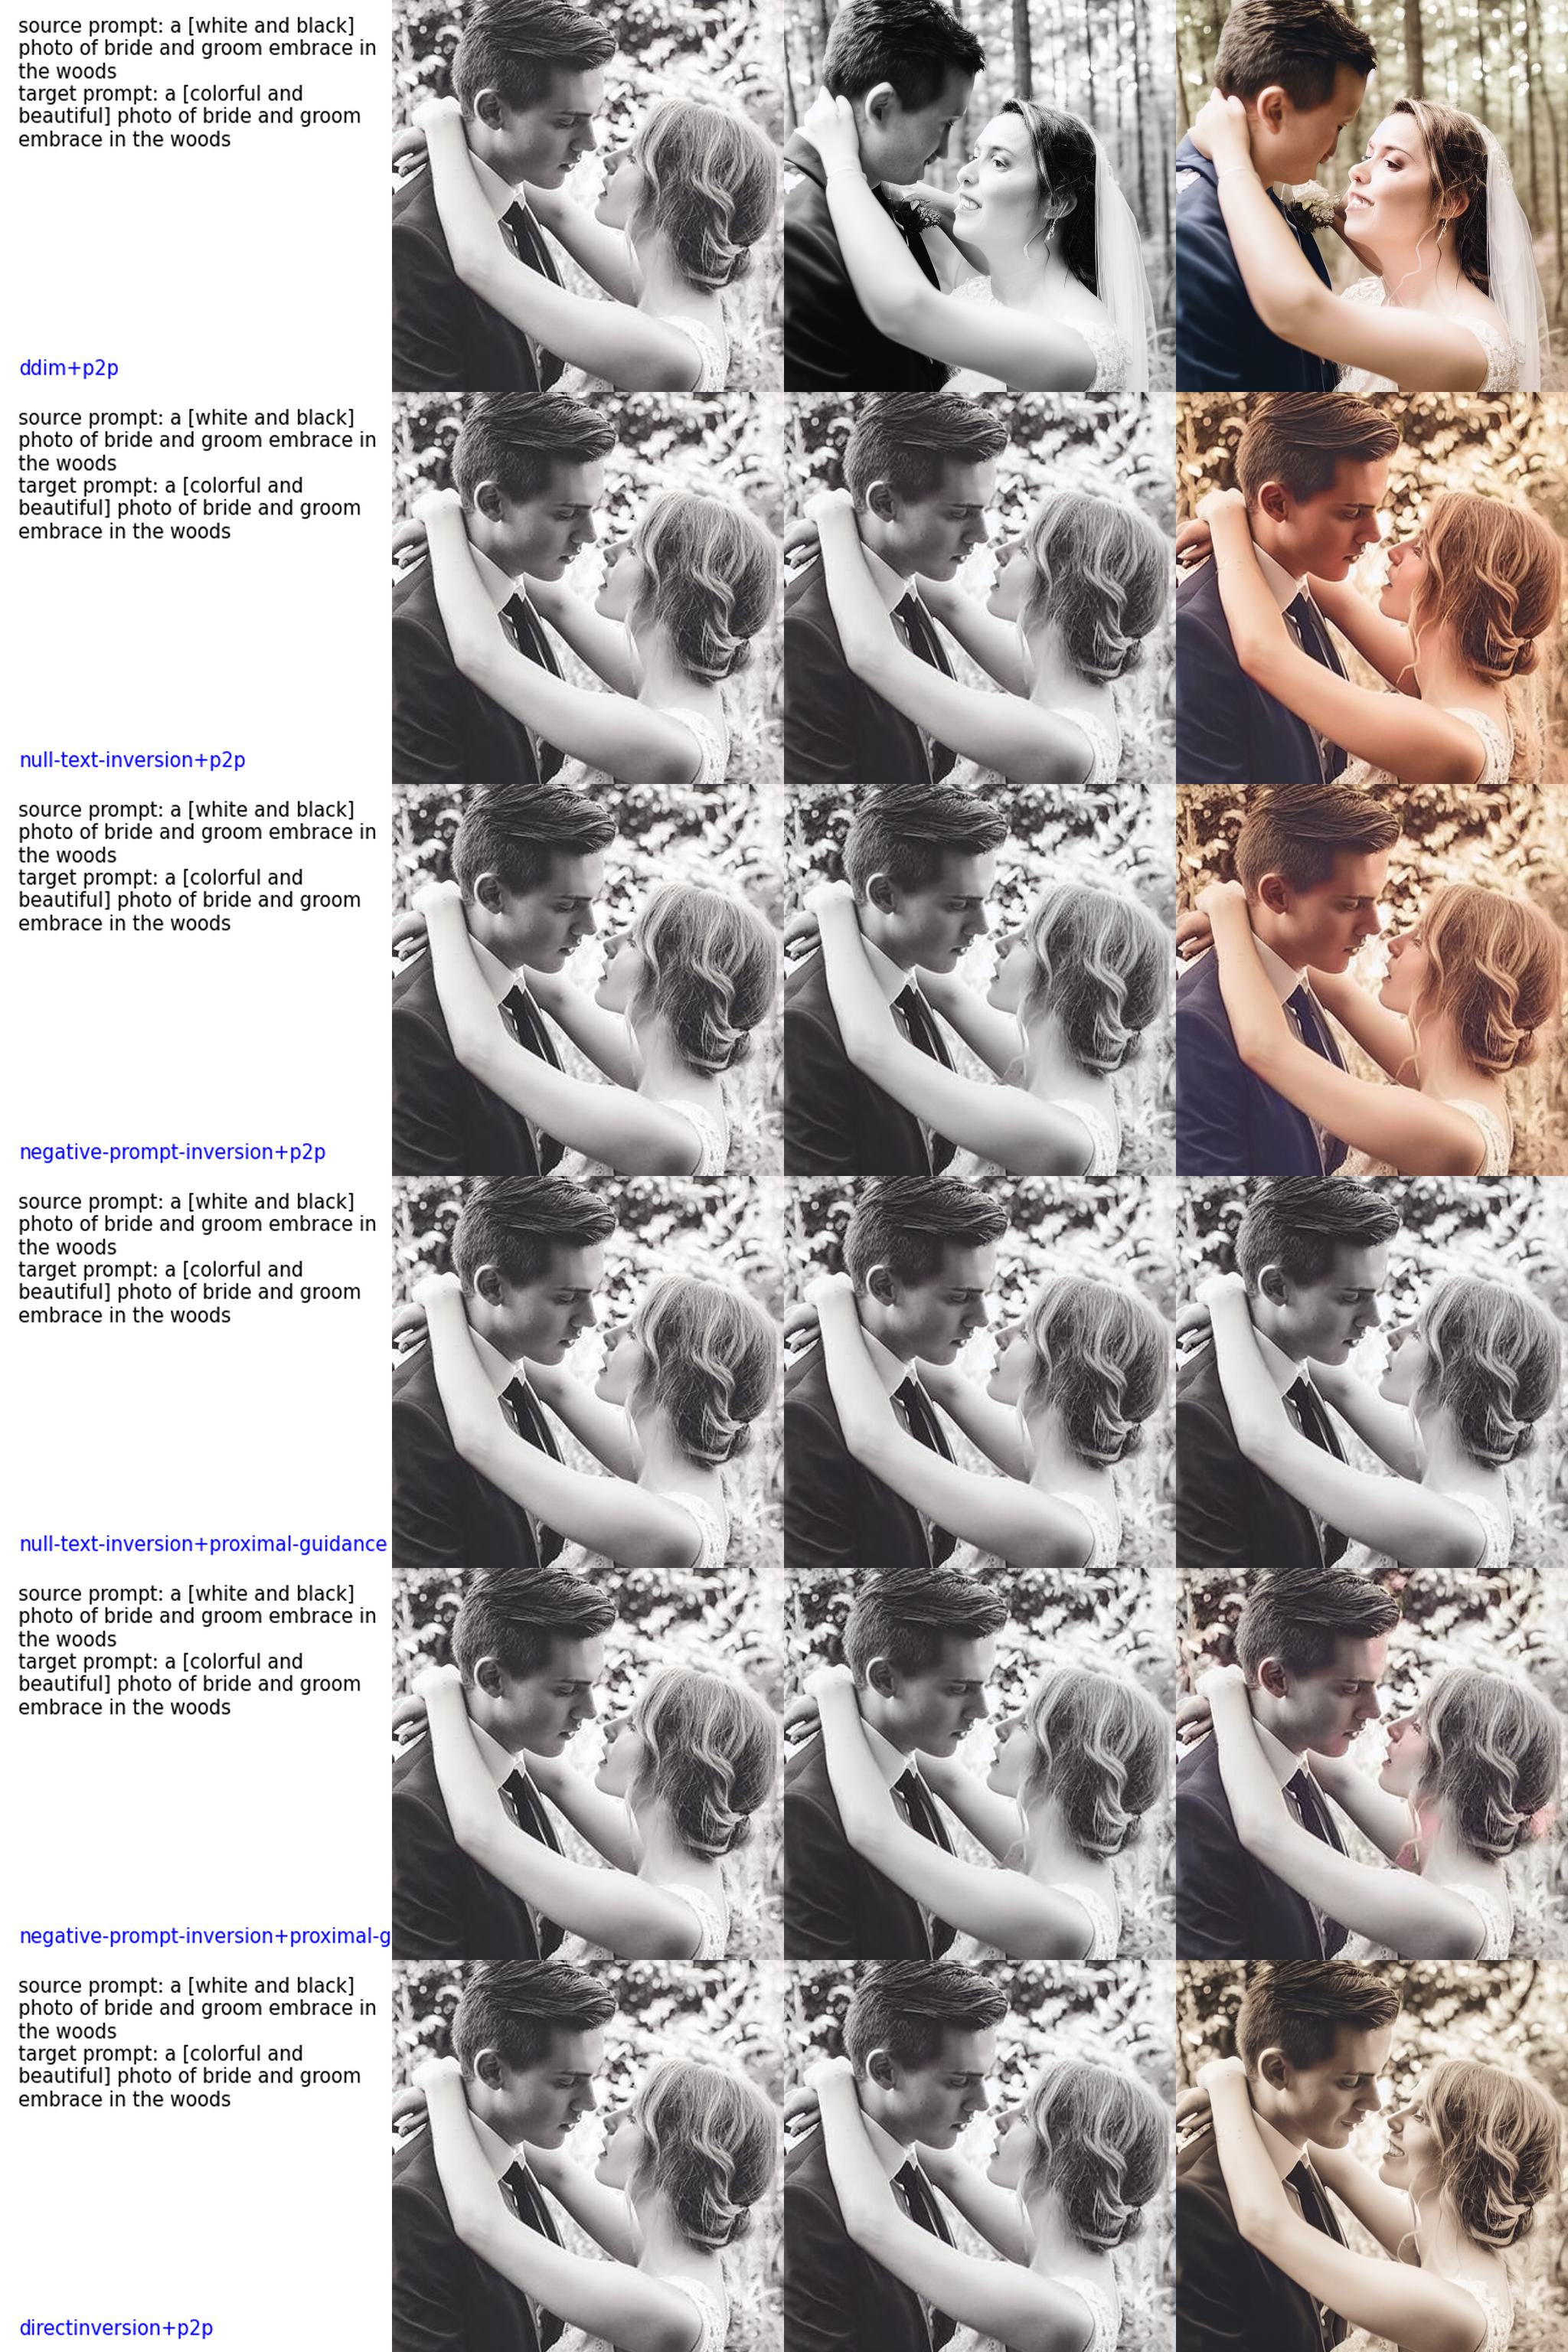 source prompt: a [white and black]
photo of bride and groom embrace in
the woods
target prompt: a [colorful and
beautiful] photo of bride and groom
embrace in the woods
ddim+p2p
source prompt: a [white and black]
photo of bride and groom embrace in
the woods
target prompt: a [colorful and
beautiful] photo of bride and groom
embrace in the woods
null-text-inversion+p2p
source prompt: a [white and black]
photo of bride and groom embrace in
the woods
target prompt: a [colorful and
beautiful] photo of bride and groom
embrace in the woods
negative-prompt-inversion+p2p
source prompt: a [white and black]
photo of bride and groom embrace in
the woods
target prompt: a [colorful and
beautiful] photo of bride and groom
embrace in the woods
null-text-inversion+proximal-guidance
source prompt: a [white and black]
photo of bride and groom embrace in
the woods
target prompt: a [colorful and
beautiful] photo of bride and groom
embrace in the woods
negative-prompt-inversion+proximal-g
source prompt: a [white and black]
photo of bride and groom embrace in
the woods
target prompt: a [colorful and
beautiful] photo of bride and groom
embrace in the woods
directinversion+p2p